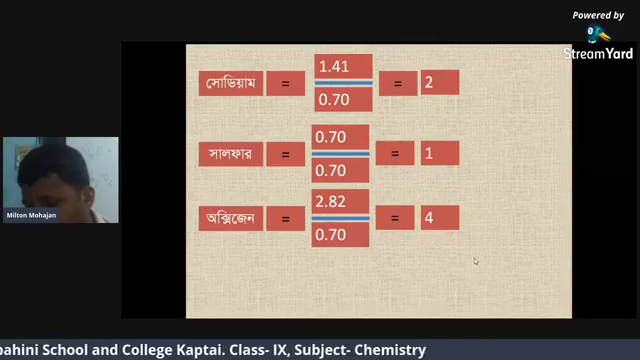 Powered by
StreamYard
সোডিয়াম = 1.41 / 0.70 = 2
সালফার = 0.70 / 0.70 = 1
অক্সিজেন = 2.82 / 0.70 = 4
Milton Mohajan
pahini School and College Kaptai. Class- IX, Subject- Chemistry